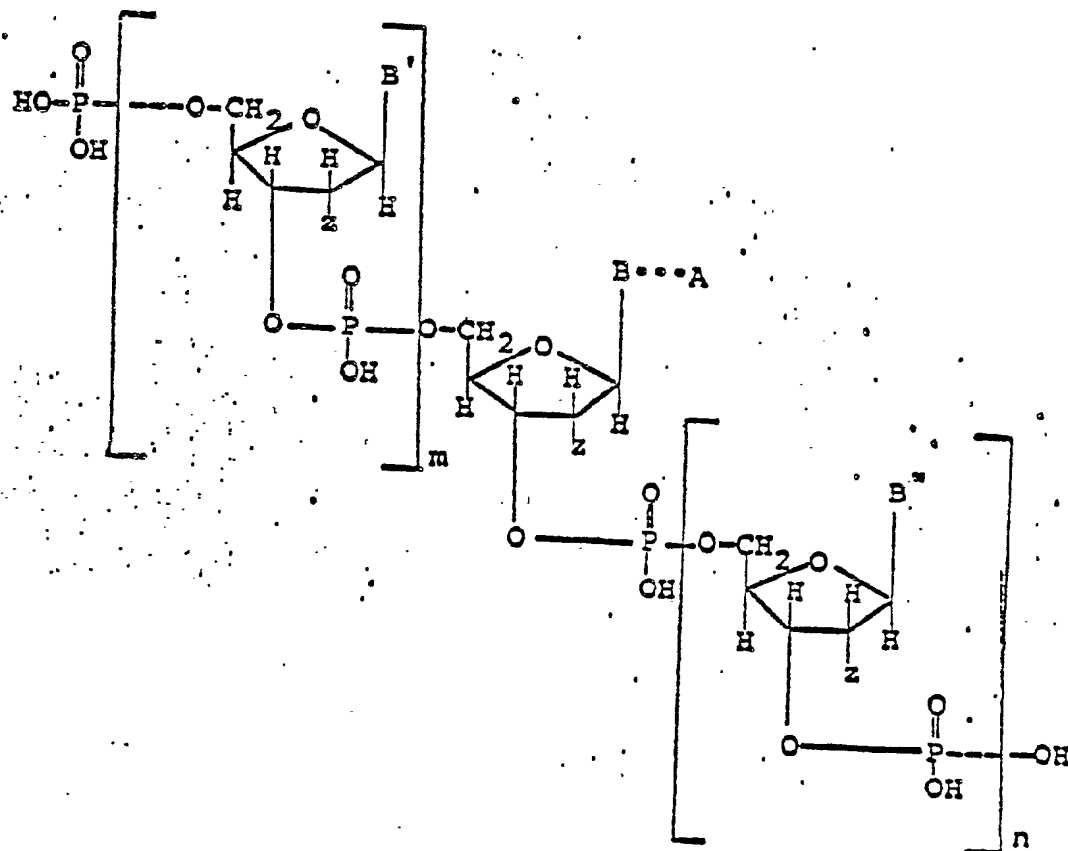 O
B'
HO P O CH2 O
OH H H
H Z H
O
B A
O P O CH2 O
OH H H
H Z H
m
O B"
O P O CH2 O
OH H H
H Z H
O
O P OH
OH
n